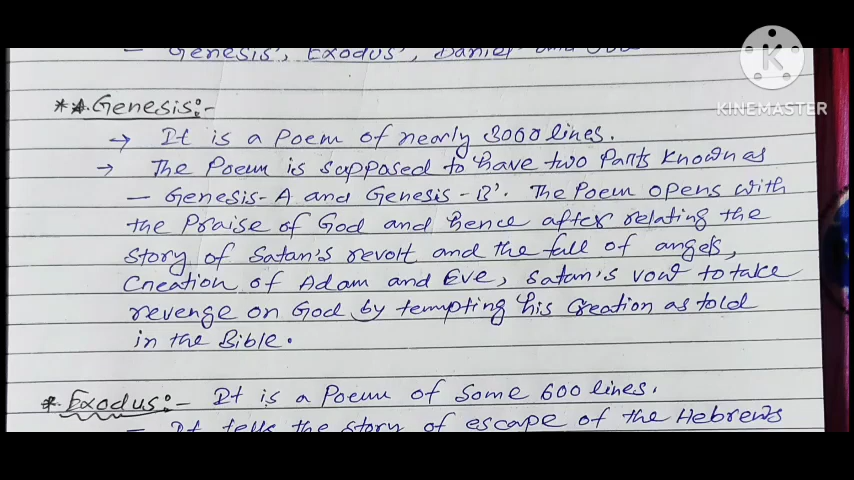 - Genesis', Exodus', Daniel and
K
KINEMASTER
**A. Genesis:-
→ It is a Poem of nearly 3000 lines.
→ The Poem is supposed to have two Parts known as
- Genesis-A and Genesis-B'. The Poem opens with
the Praise of God and hence after relating the
story of Satan's revolt and the fall of angels,
Creation of Adam and Eve, Satan's vow to take
revenge on God by tempting his Creation as told
in the Bible.
* Exodus:- It is a Poem of Some 600 lines.
- It tells the story of escape of the Hebrews